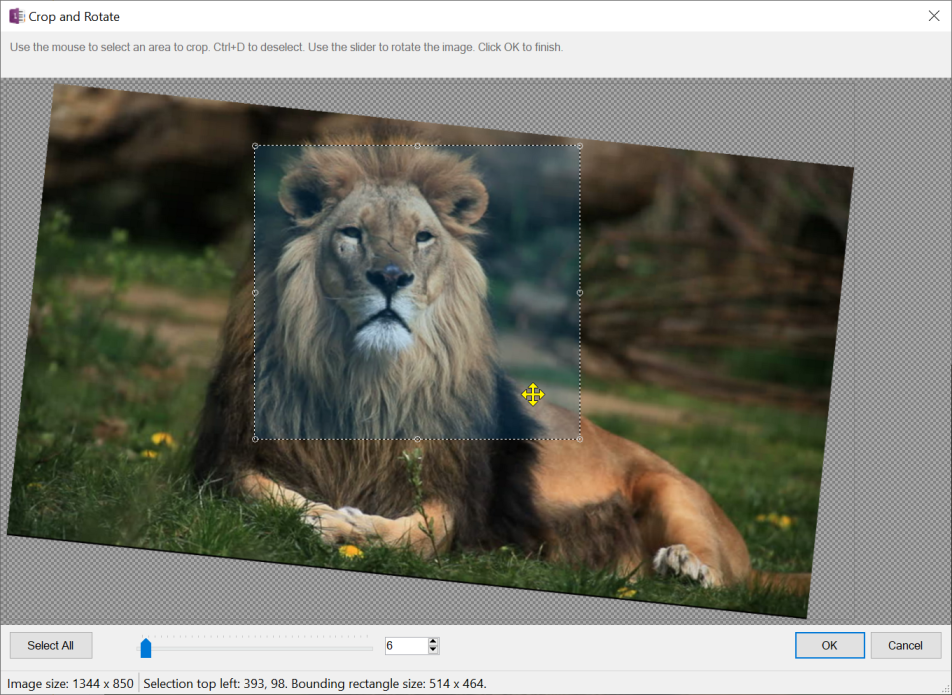 Crop and Rotate
Use the mouse to select an area to crop. Ctrl+D to deselect. Use the slider to rotate the image. Click OK to finish.
Select All
6
OK
Cancel
Image size: 1344 x 850
Selection top left: 393, 98. Bounding rectangle size: 514 x 464.